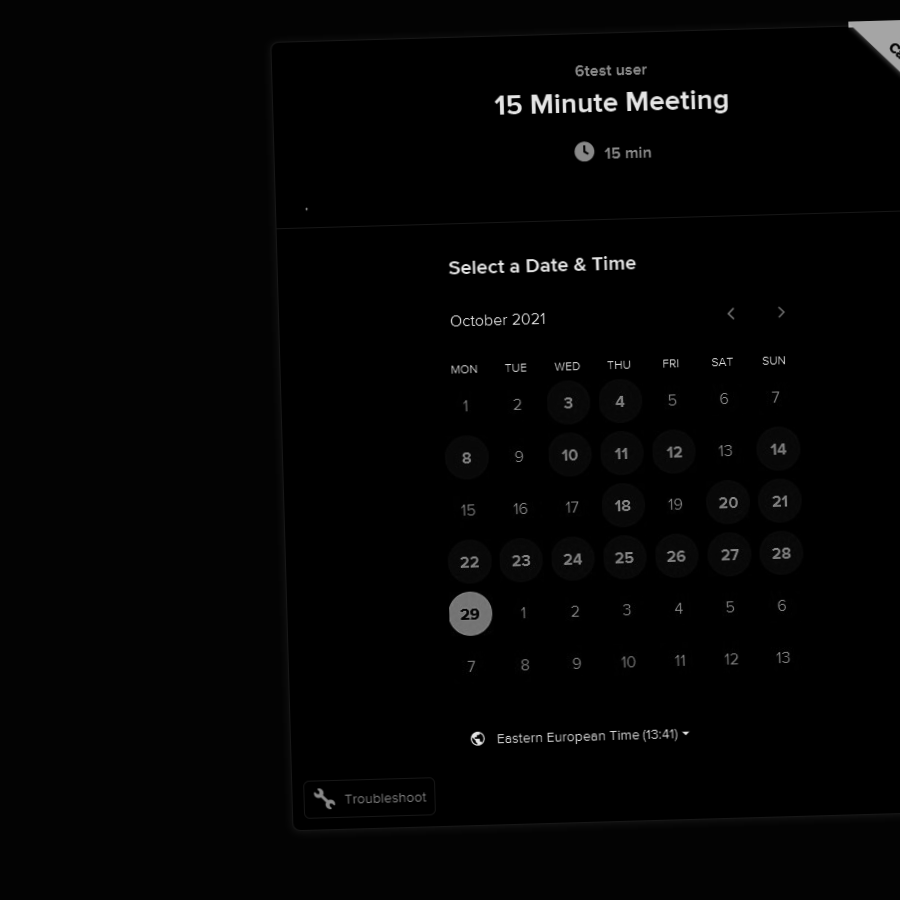 6test user
15 Minute Meeting
15 min
Select a Date & Time
October 2021
MON TUE WED THU FRI SAT SUN
1 2 3 4 5 6 7
8 9 10 11 12 13 14
15 16 17 18 19 20 21
22 23 24 25 26 27 28
29 1 2 3 4 5 6
7 8 9 10 11 12 13
Eastern European Time (13:41)
Troubleshoot